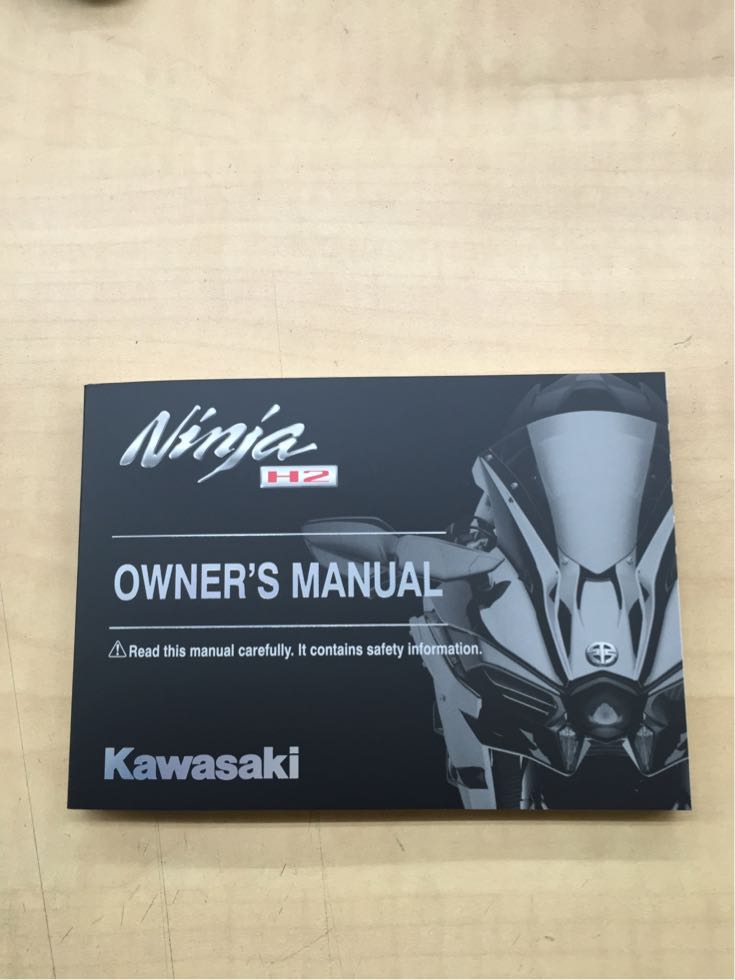 Ninja
H2
OWNER'S MANUAL
⚠Read this manual carefully. It contains safety information.
Kawasaki